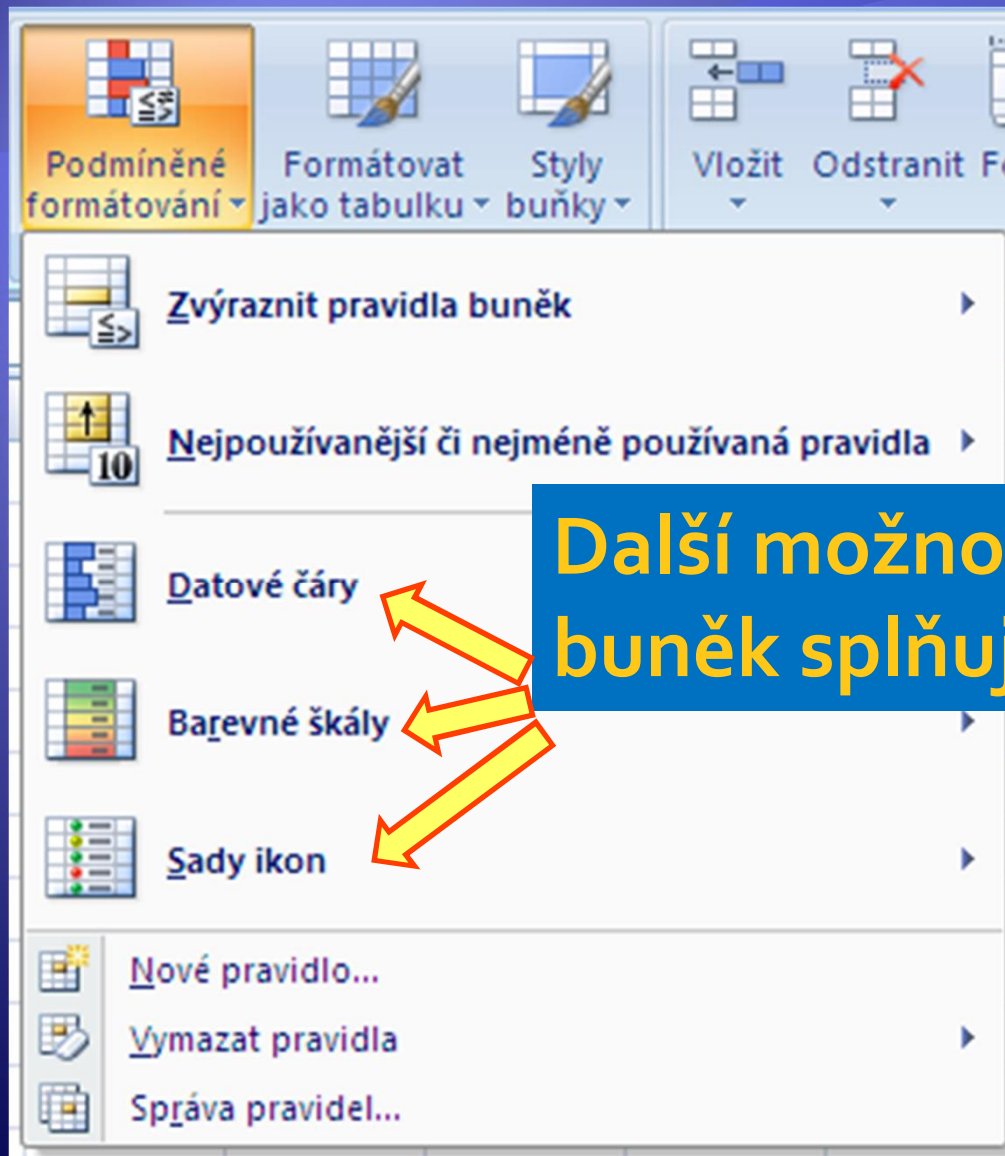 Podmíněné formátování
Formátovat jako tabulku
Styly buňky
Vložit
Odstranit
Zvýraznit pravidla buněk
Nejpoužívanější či nejméně používaná pravidla
10
Datové čáry
Barevné škály
Sady ikon
Další možno
buněk splňuj
Nové pravidlo...
Vymazat pravidla
Správa pravidel...